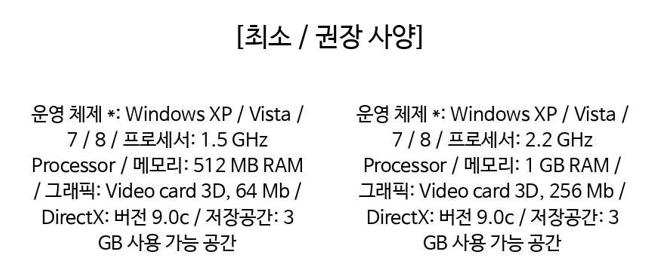 [최소 / 권장 사양]
운영 체제 *: Windows XP / Vista /
7 / 8 / 프로세서: 1.5 GHz
Processor / 메모리: 512 MB RAM
/ 그래픽: Video card 3D, 64 Mb /
DirectX: 버전 9.0c / 저장공간: 3
GB 사용 가능 공간
운영 체제 *: Windows XP / Vista /
7 / 8 / 프로세서: 2.2 GHz
Processor / 메모리: 1 GB RAM /
그래픽: Video card 3D, 256 Mb /
DirectX: 버전 9.0c / 저장공간: 3
GB 사용 가능 공간